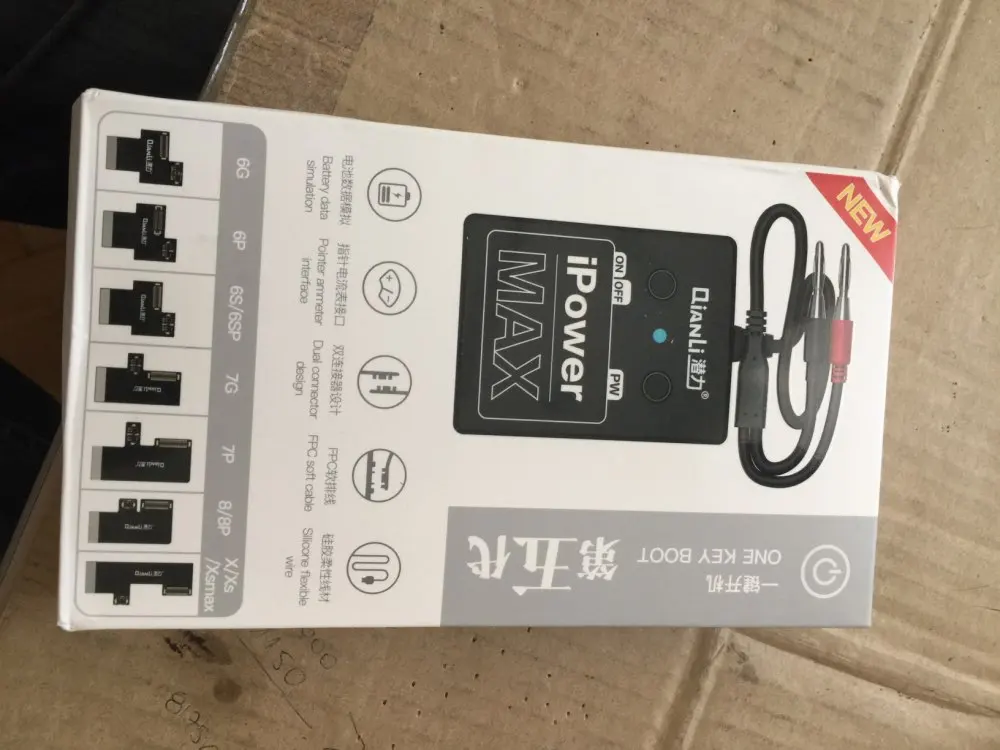 NEW
QIANLI 潜力®
ON OFF
PW
iPower
MAX
一键开机
ONE KEY BOOT
第五代
电池数据模拟
Battery data
simulation
指针电流表接口
Pointer ammeter
interface
双连接器设计
Dual connector
design
FPC软排线
FPC soft cable
硅胶柔性线材
Silicone flexible
wire
6G
6P
6S/6SP
7G
7P
8/8P
X/Xs
/Xsmax